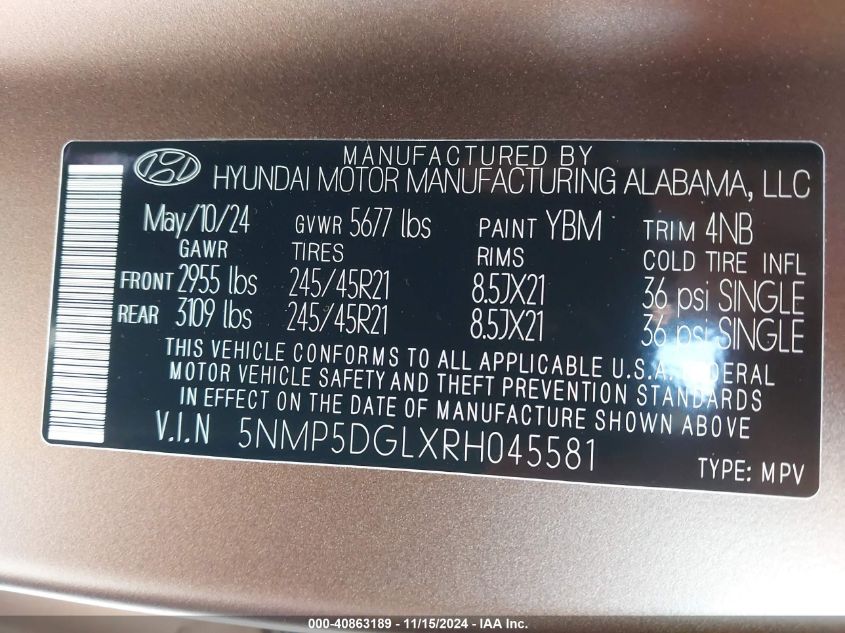 MANUFACTURED BY
HYUNDAI MOTOR MANUFACTURING ALABAMA, LLC
May/10/24 GVWR 5677 lbs PAINT YBM TRIM 4NB
GAWR TIRES RIMS COLD TIRE INFL
FRONT 2955 lbs 245/45R21 8.5JX21 36 psi SINGLE
REAR 3109 lbs 245/45R21 8.5JX21 36 psi SINGLE
THIS VEHICLE CONFORMS TO ALL APPLICABLE U.S.A. FEDERAL
MOTOR VEHICLE SAFETY AND THEFT PREVENTION STANDARDS
IN EFFECT ON THE DATE OF MANUFACTURE SHOWN ABOVE
V.I.N 5NMP5DGLXRH045581
TYPE: MPV
000-40863189 - 11/15/2024 - IAA Inc.